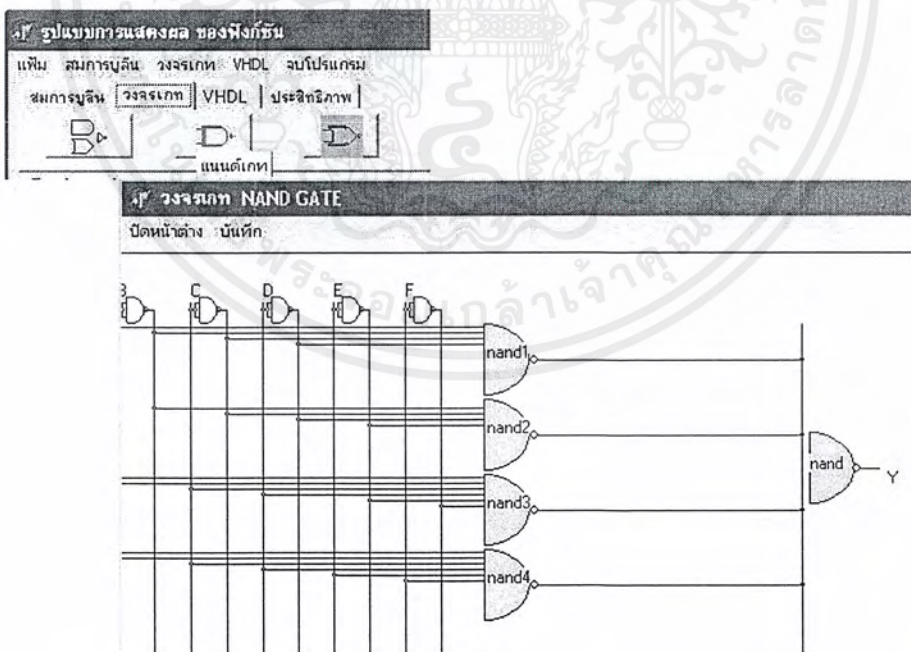 รูปแบบการแสดงผล ของฟังก์ชัน
แฟ้ม สมการบูลีน วงจรเกท VHDL จบโปรแกรม
สมการบูลีน วงจรเกท VHDL ประสิทธิภาพ
แนนด์เกท
วงจรเกท NAND GATE
ปิดหน้าต่าง บันทึก
B C D E F
nand1
nand2
nand
Y
nand3
nand4